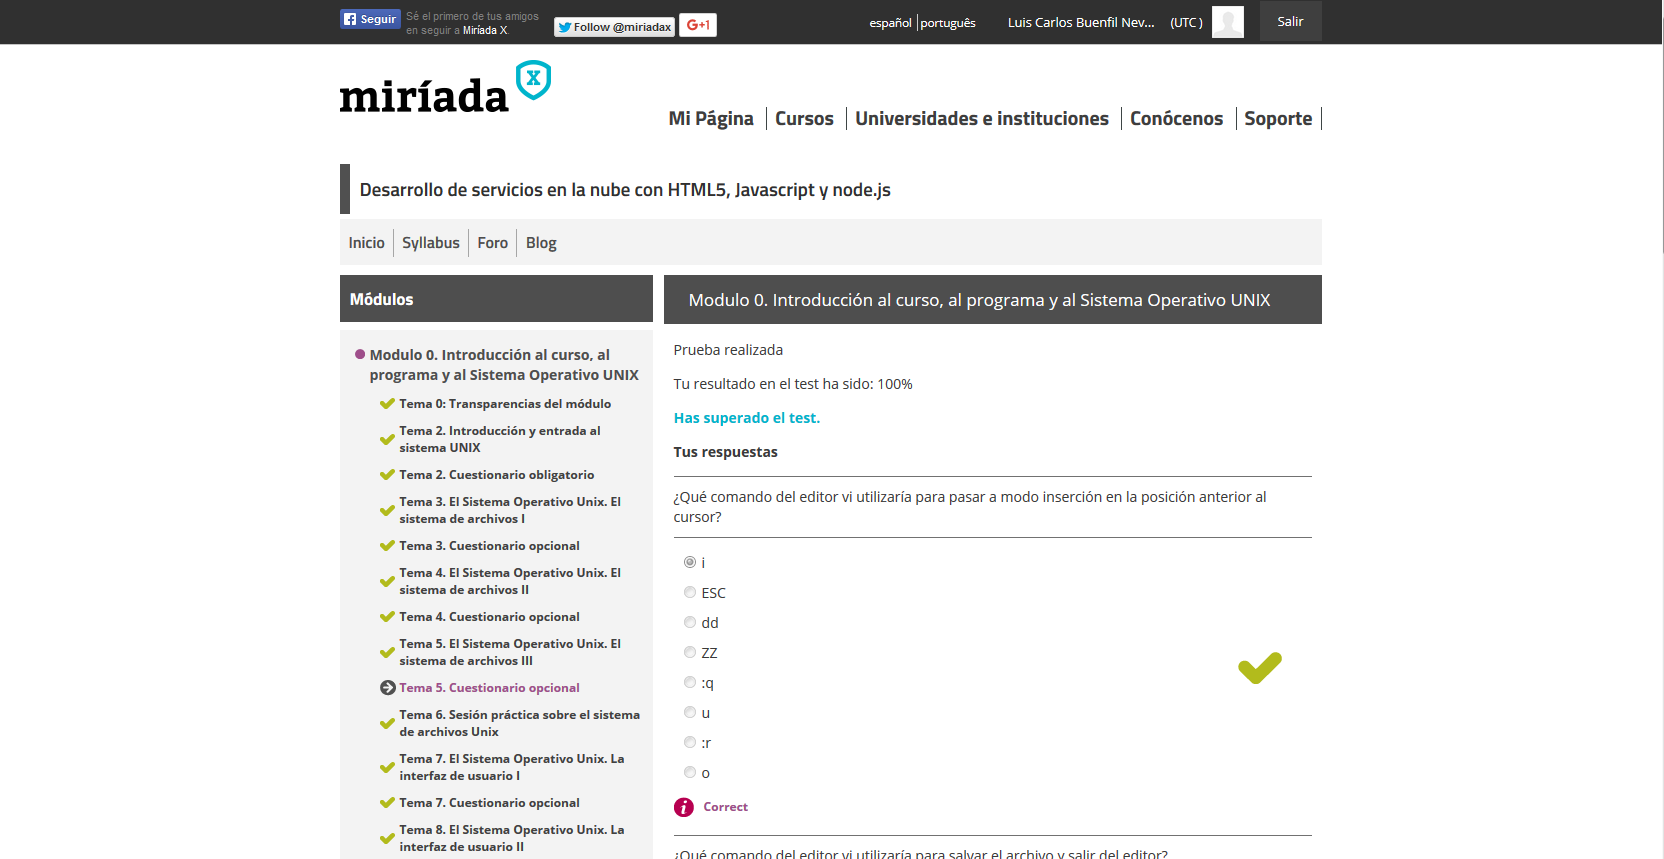 Seguir
Sé el primero de tus amigos
en seguir a Miríada X.
Follow @miriadax
G+1
español
português
Luis Carlos Buenfil Nev...
(UTC )
Salir
miríada X
Mi Página
Cursos
Universidades e instituciones
Conócenos
Soporte
Desarrollo de servicios en la nube con HTML5, Javascript y node.js
Inicio
Syllabus
Foro
Blog
Módulos
Modulo 0. Introducción al curso, al
programa y al Sistema Operativo UNIX
Tema 0: Transparencias del módulo
Tema 2. Introducción y entrada al
sistema UNIX
Tema 2. Cuestionario obligatorio
Tema 3. El Sistema Operativo Unix. El
sistema de archivos I
Tema 3. Cuestionario opcional
Tema 4. El Sistema Operativo Unix. El
sistema de archivos II
Tema 4. Cuestionario opcional
Tema 5. El Sistema Operativo Unix. El
sistema de archivos III
Tema 5. Cuestionario opcional
Tema 6. Sesión práctica sobre el sistema
de archivos Unix
Tema 7. El Sistema Operativo Unix. La
interfaz de usuario I
Tema 7. Cuestionario opcional
Tema 8. El Sistema Operativo Unix. La
interfaz de usuario II
Modulo 0. Introducción al curso, al programa y al Sistema Operativo UNIX
Prueba realizada
Tu resultado en el test ha sido: 100%
Has superado el test.
Tus respuestas
¿Qué comando del editor vi utilizaría para pasar a modo inserción en la posición anterior al
cursor?
i
ESC
dd
ZZ
:q
u
:r
o
Correct
¿Qué comando del editor vi utilizaría para salvar el archivo y salir del editor?